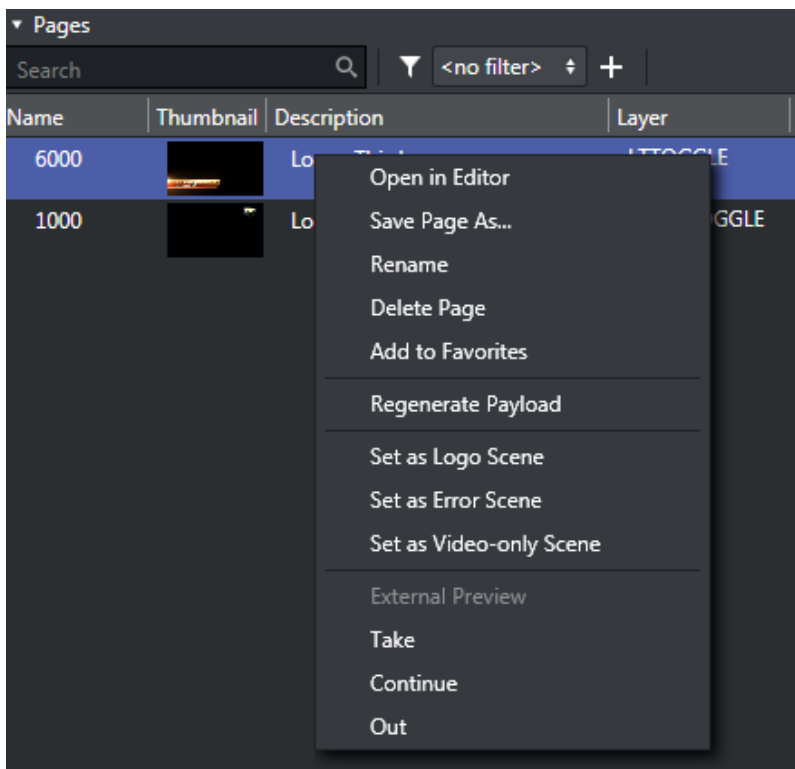 Pages
Search
<no filter>
Name Thumbnail Description Layer
6000
1000 Lo GGLE
Open in Editor
Save Page As...
Rename
Delete Page
Add to Favorites
Regenerate Payload
Set as Logo Scene
Set as Error Scene
Set as Video-only Scene
External Preview
Take
Continue
Out